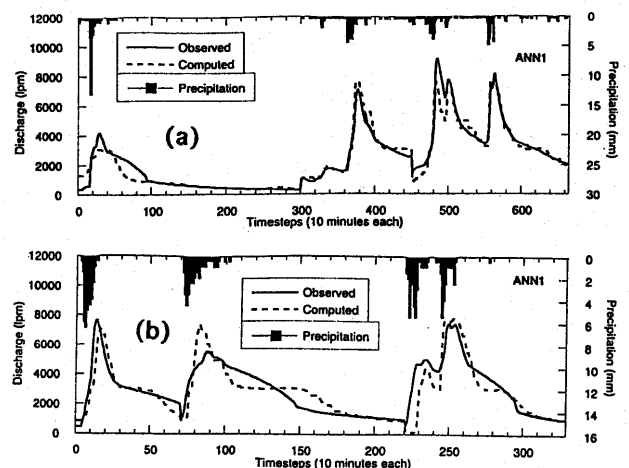 12000
10000
8000
6000
4000
2000
0
Discharge (lpm)
Observed
Computed
Precipitation
ANN1
(a)
0
5
10
15
20
25
30
Precipitation (mm)
0
100
200
300
400
500
600
Timesteps (10 minutes each)
12000
10000
8000
6000
4000
2000
0
Discharge (lpm)
Observed
Computed
Precipitation
ANN1
(b)
0
2
4
6
8
10
12
14
16
Precipitation (mm)
0
50
100
150
200
250
300
Timesteps (10 minutes each)